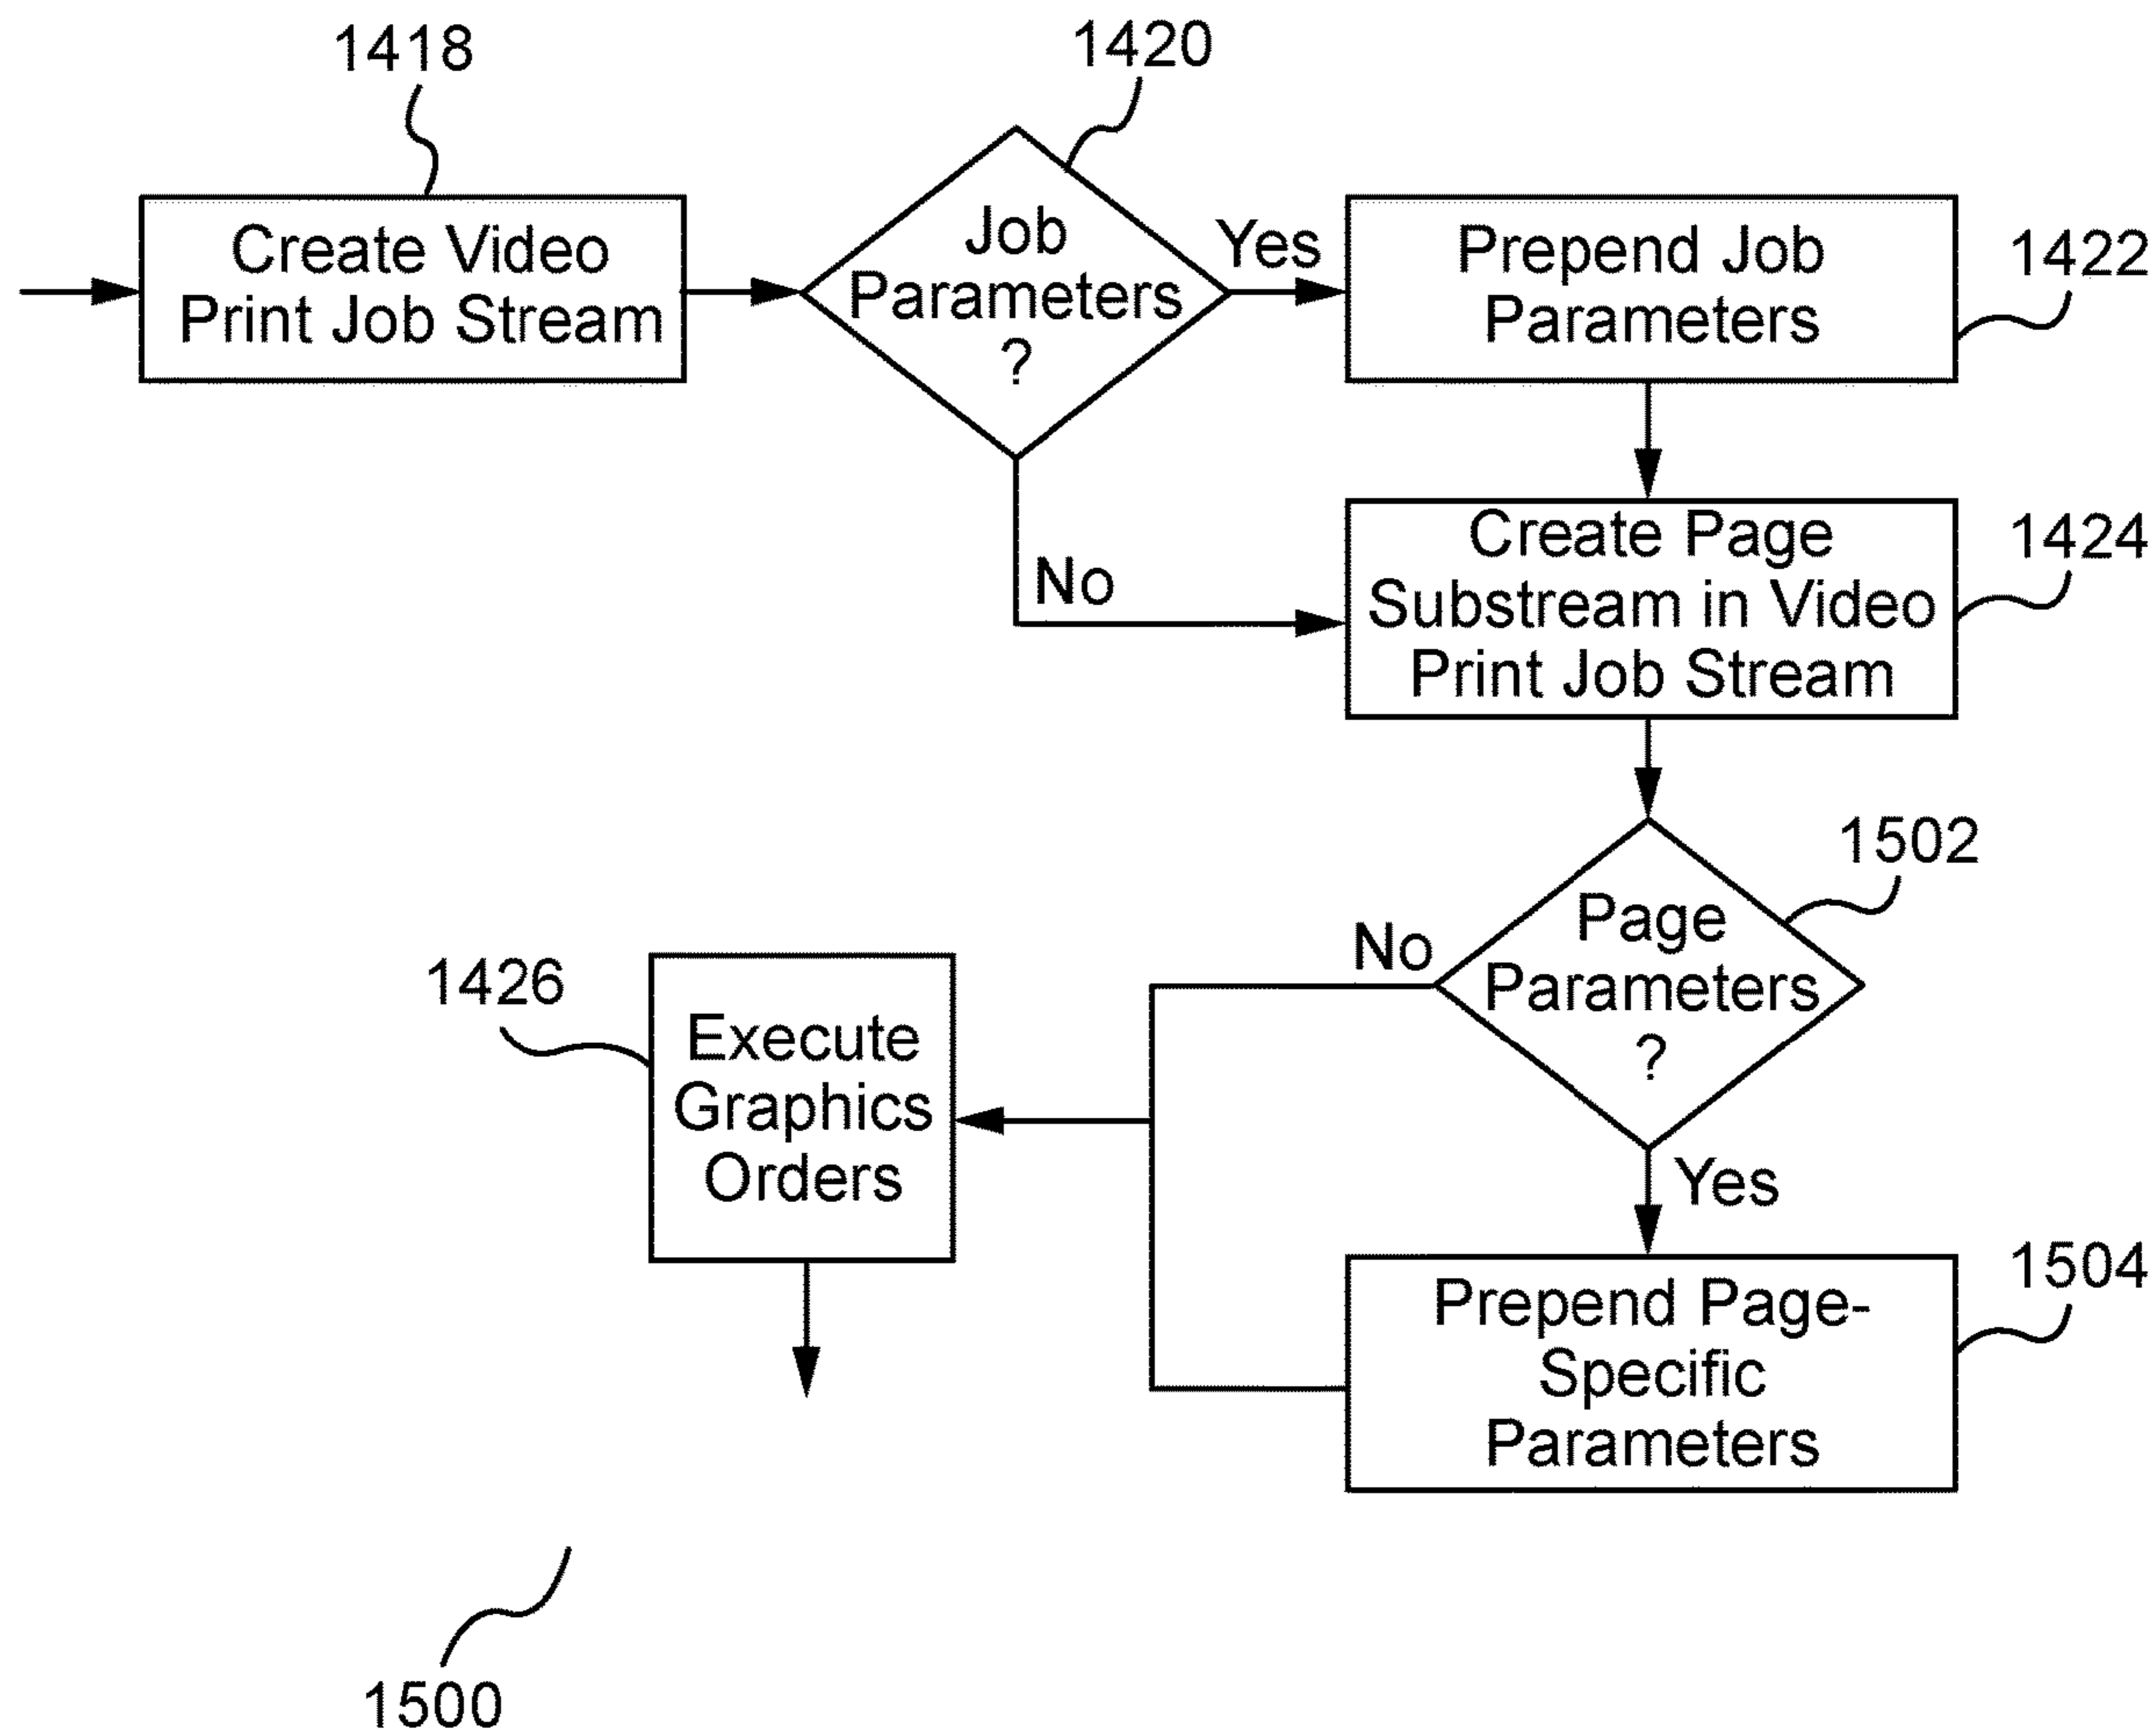 1418
1420
Create Video
Print Job Stream
Job
Parameters
?
Yes
Prepend Job
Parameters
1422
No
Create Page
Substream in Video
Print Job Stream
1424
1502
Page
Parameters
?
No
1426
Execute
Graphics
Orders
Yes
Prepend Page-
Specific
Parameters
1504
1500